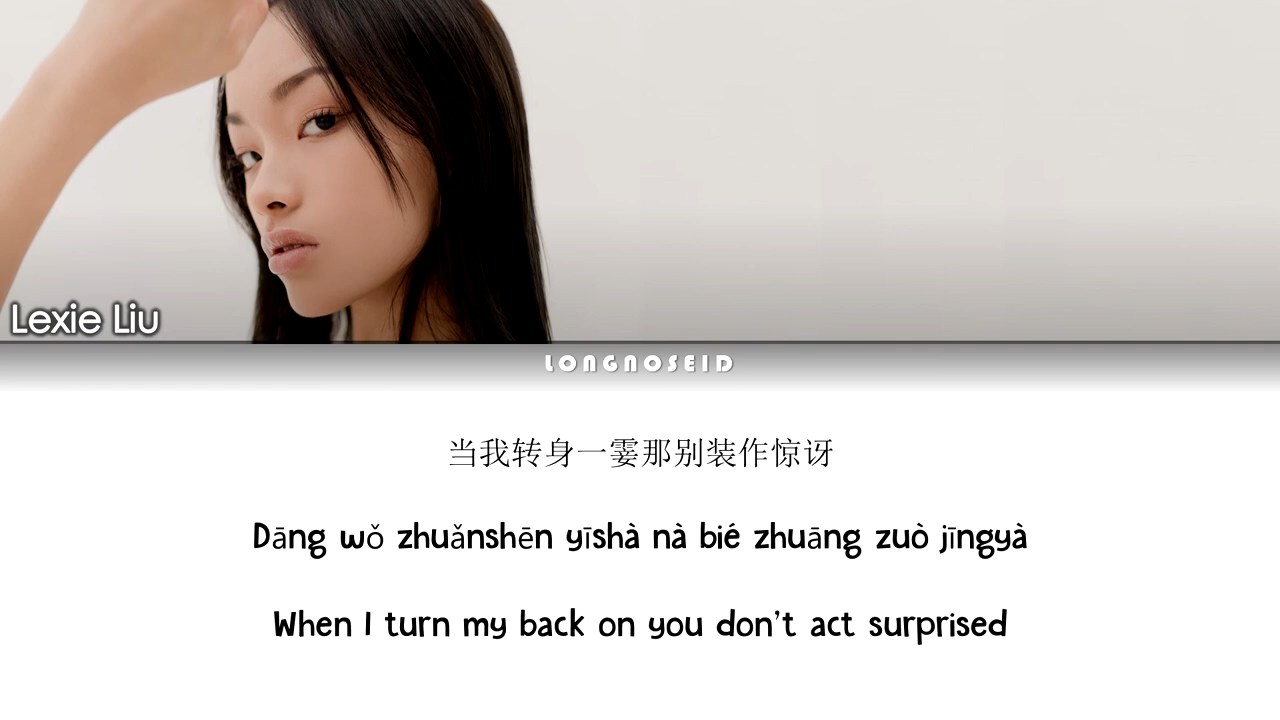 Lexie Liu
LONGNOSEID
当我转身一霎那别装作惊讶
Dāng wǒ zhuǎnshēn yīshà nà bié zhuāng zuò jīngyà
When I turn my back on you don't act surprised